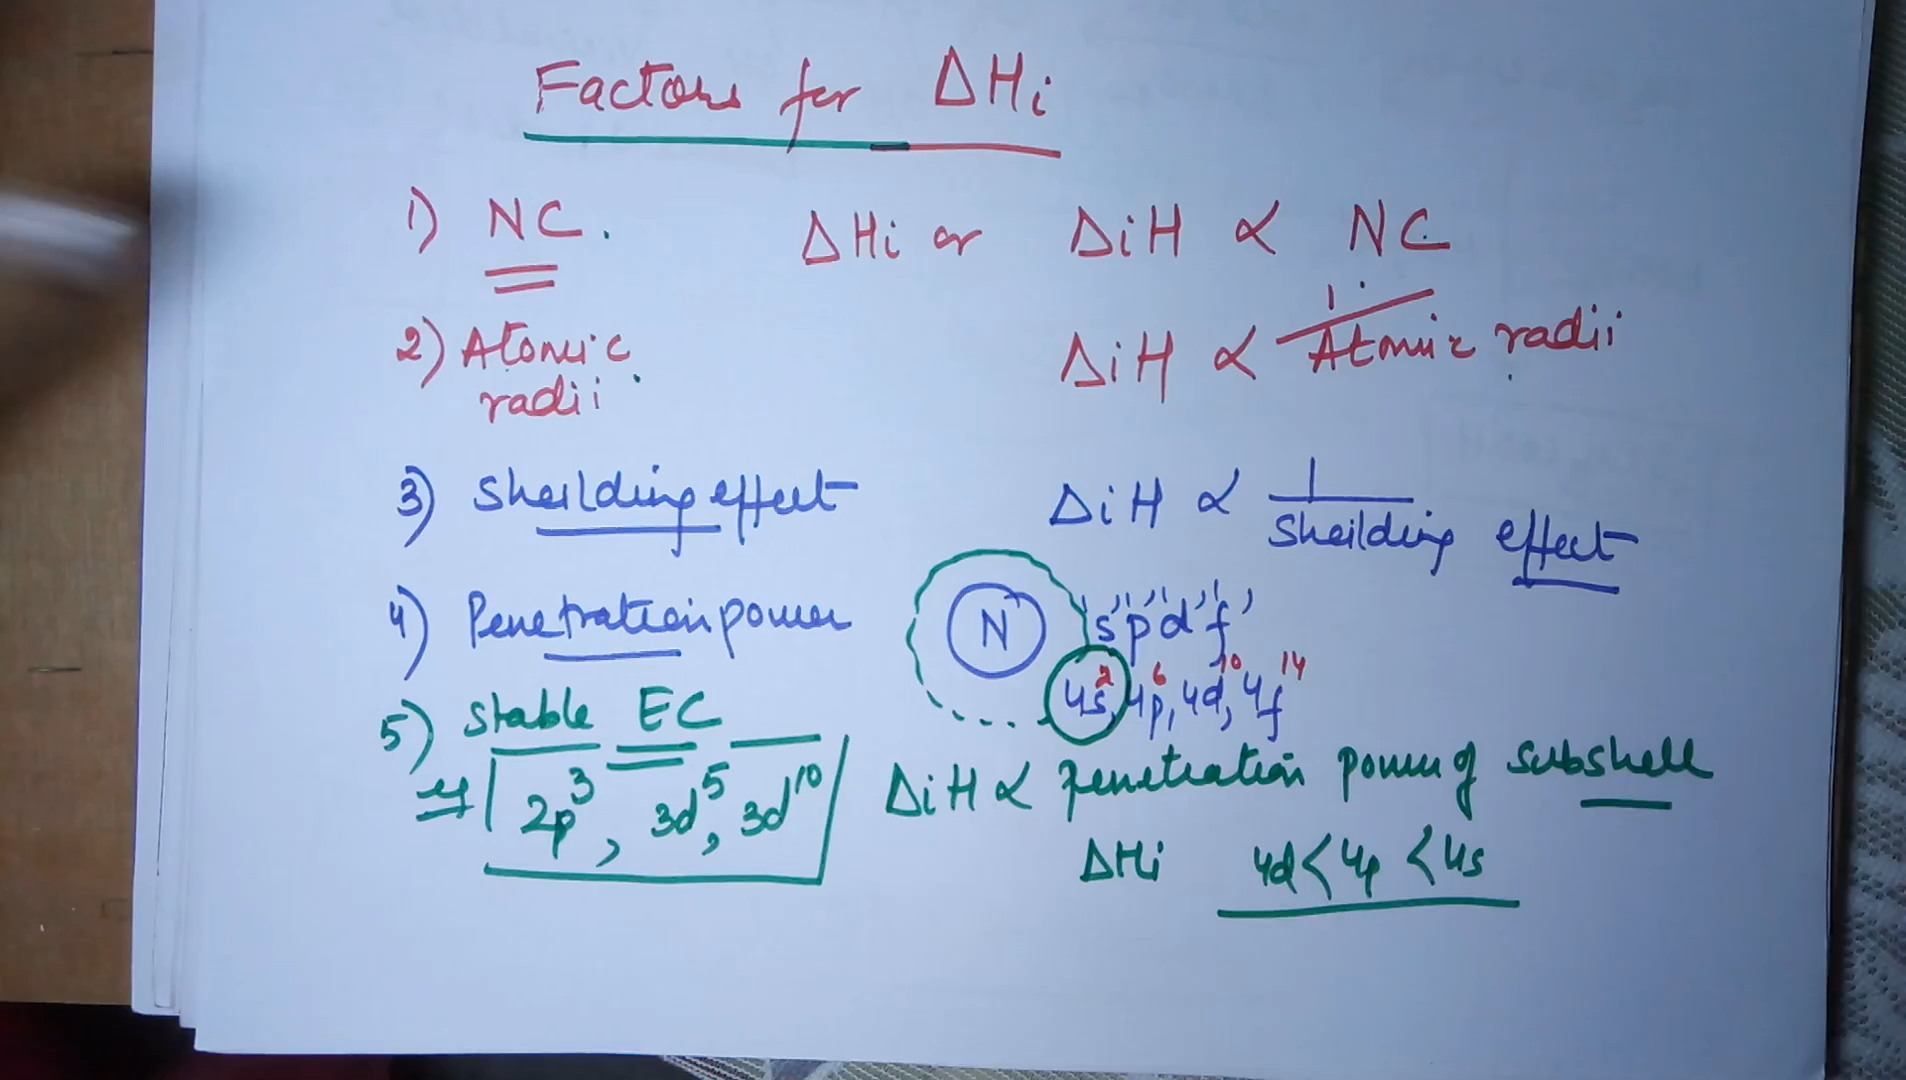 Factors for ΔHi
1) NC. ΔHi or ΔiH ∝ NC
2) Atomic radii ΔiH ∝ 1/Atomic radii
3) Sheilding effect ΔiH ∝ 1/Sheilding effect
4) Penetration power N 's', 'p', 'd', 'f'
4s², 4p⁶, 4d¹⁰, 4f¹⁴
5) Stable EC
eg 2p³, 3d⁵, 3d¹⁰
ΔiH ∝ penetration power of subshell
ΔHi 4d < 4p < 4s